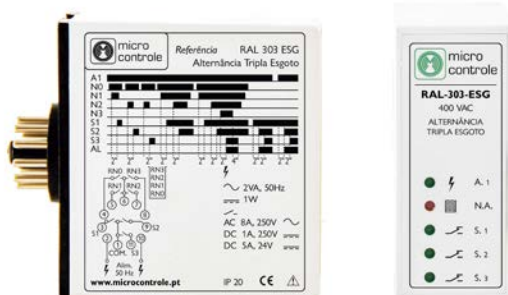 micro
controle
Referência RAL 303 ESG
Alternância Tripla Esgoto
A1
N0
N1
N2
N3
S1
S2
S3
AL
RN0 RN3
RN1 RN2
RN3
RN2
RN1
RN0
2VA, 50Hz
1W
AC 8A, 250V
DC 1A, 250V
DC 5A, 24V
S1
S2
COM. S3
Alim.
50 Hz
www.microcontrole.pt
IP 20 CE
micro
controle
RAL-303-ESG
400 VAC
ALTERNÂNCIA
TRIPLA ESGOTO
A. 1
N.A.
S. 1
S. 2
S. 3